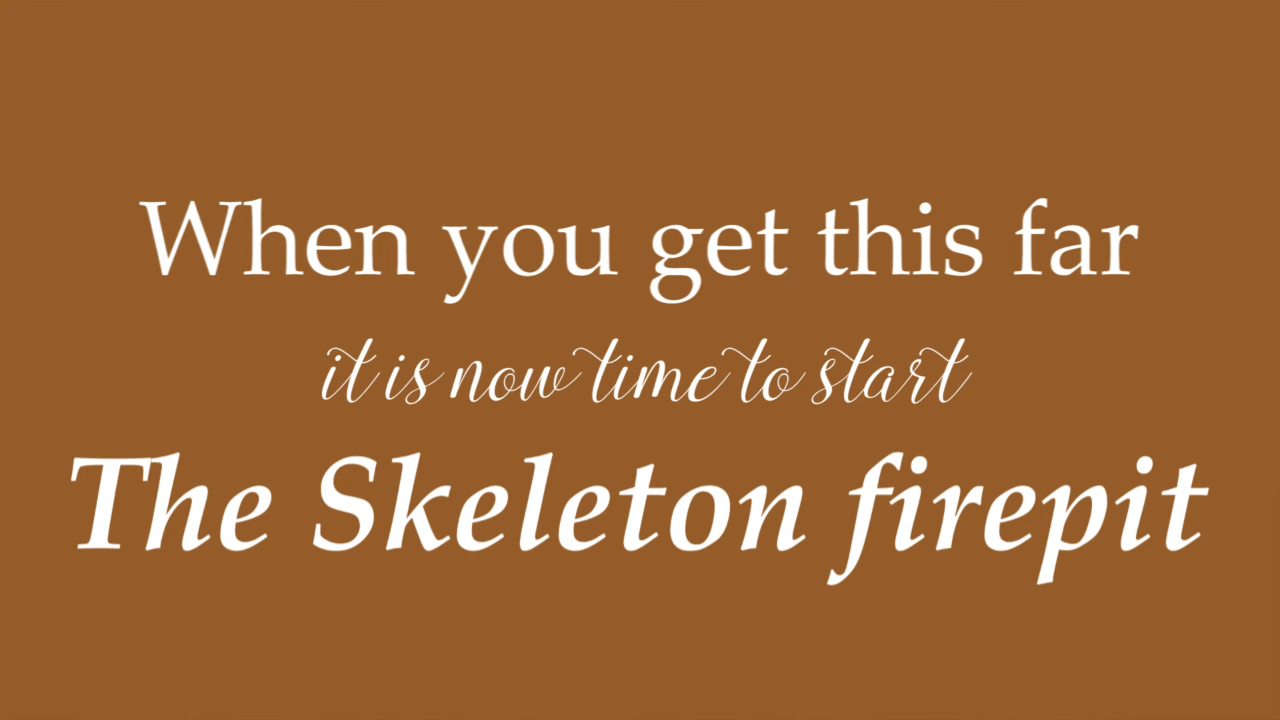 When you get this far
it is now time to start
The Skeleton firepit